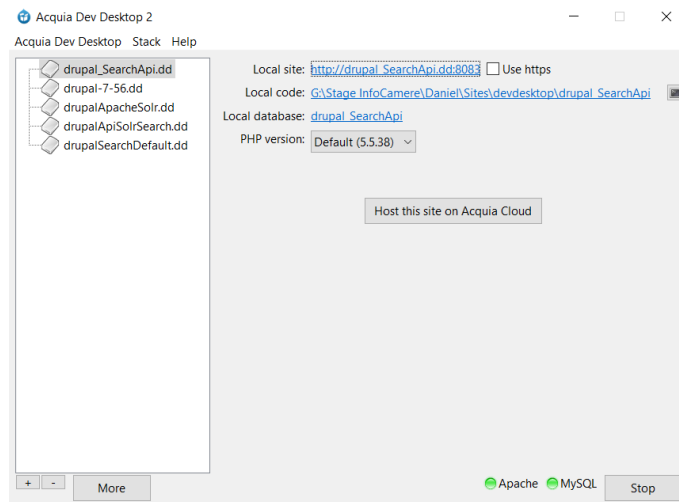 Acquia Dev Desktop 2
Acquia Dev Desktop Stack Help
drupal_SearchApi.dd
drupal-7-56.dd
drupalApacheSolr.dd
drupalApiSolrSearch.dd
drupalSearchDefault.dd
Local site: http://drupal_SearchApi.dd:8083 Use https
Local code: G:\Stage InfoCamere\Daniel\Sites\devdesktop\drupal_SearchApi
Local database: drupal_SearchApi
PHP version: Default (5.5.38)
Host this site on Acquia Cloud
+ - More
Apache MySQL Stop